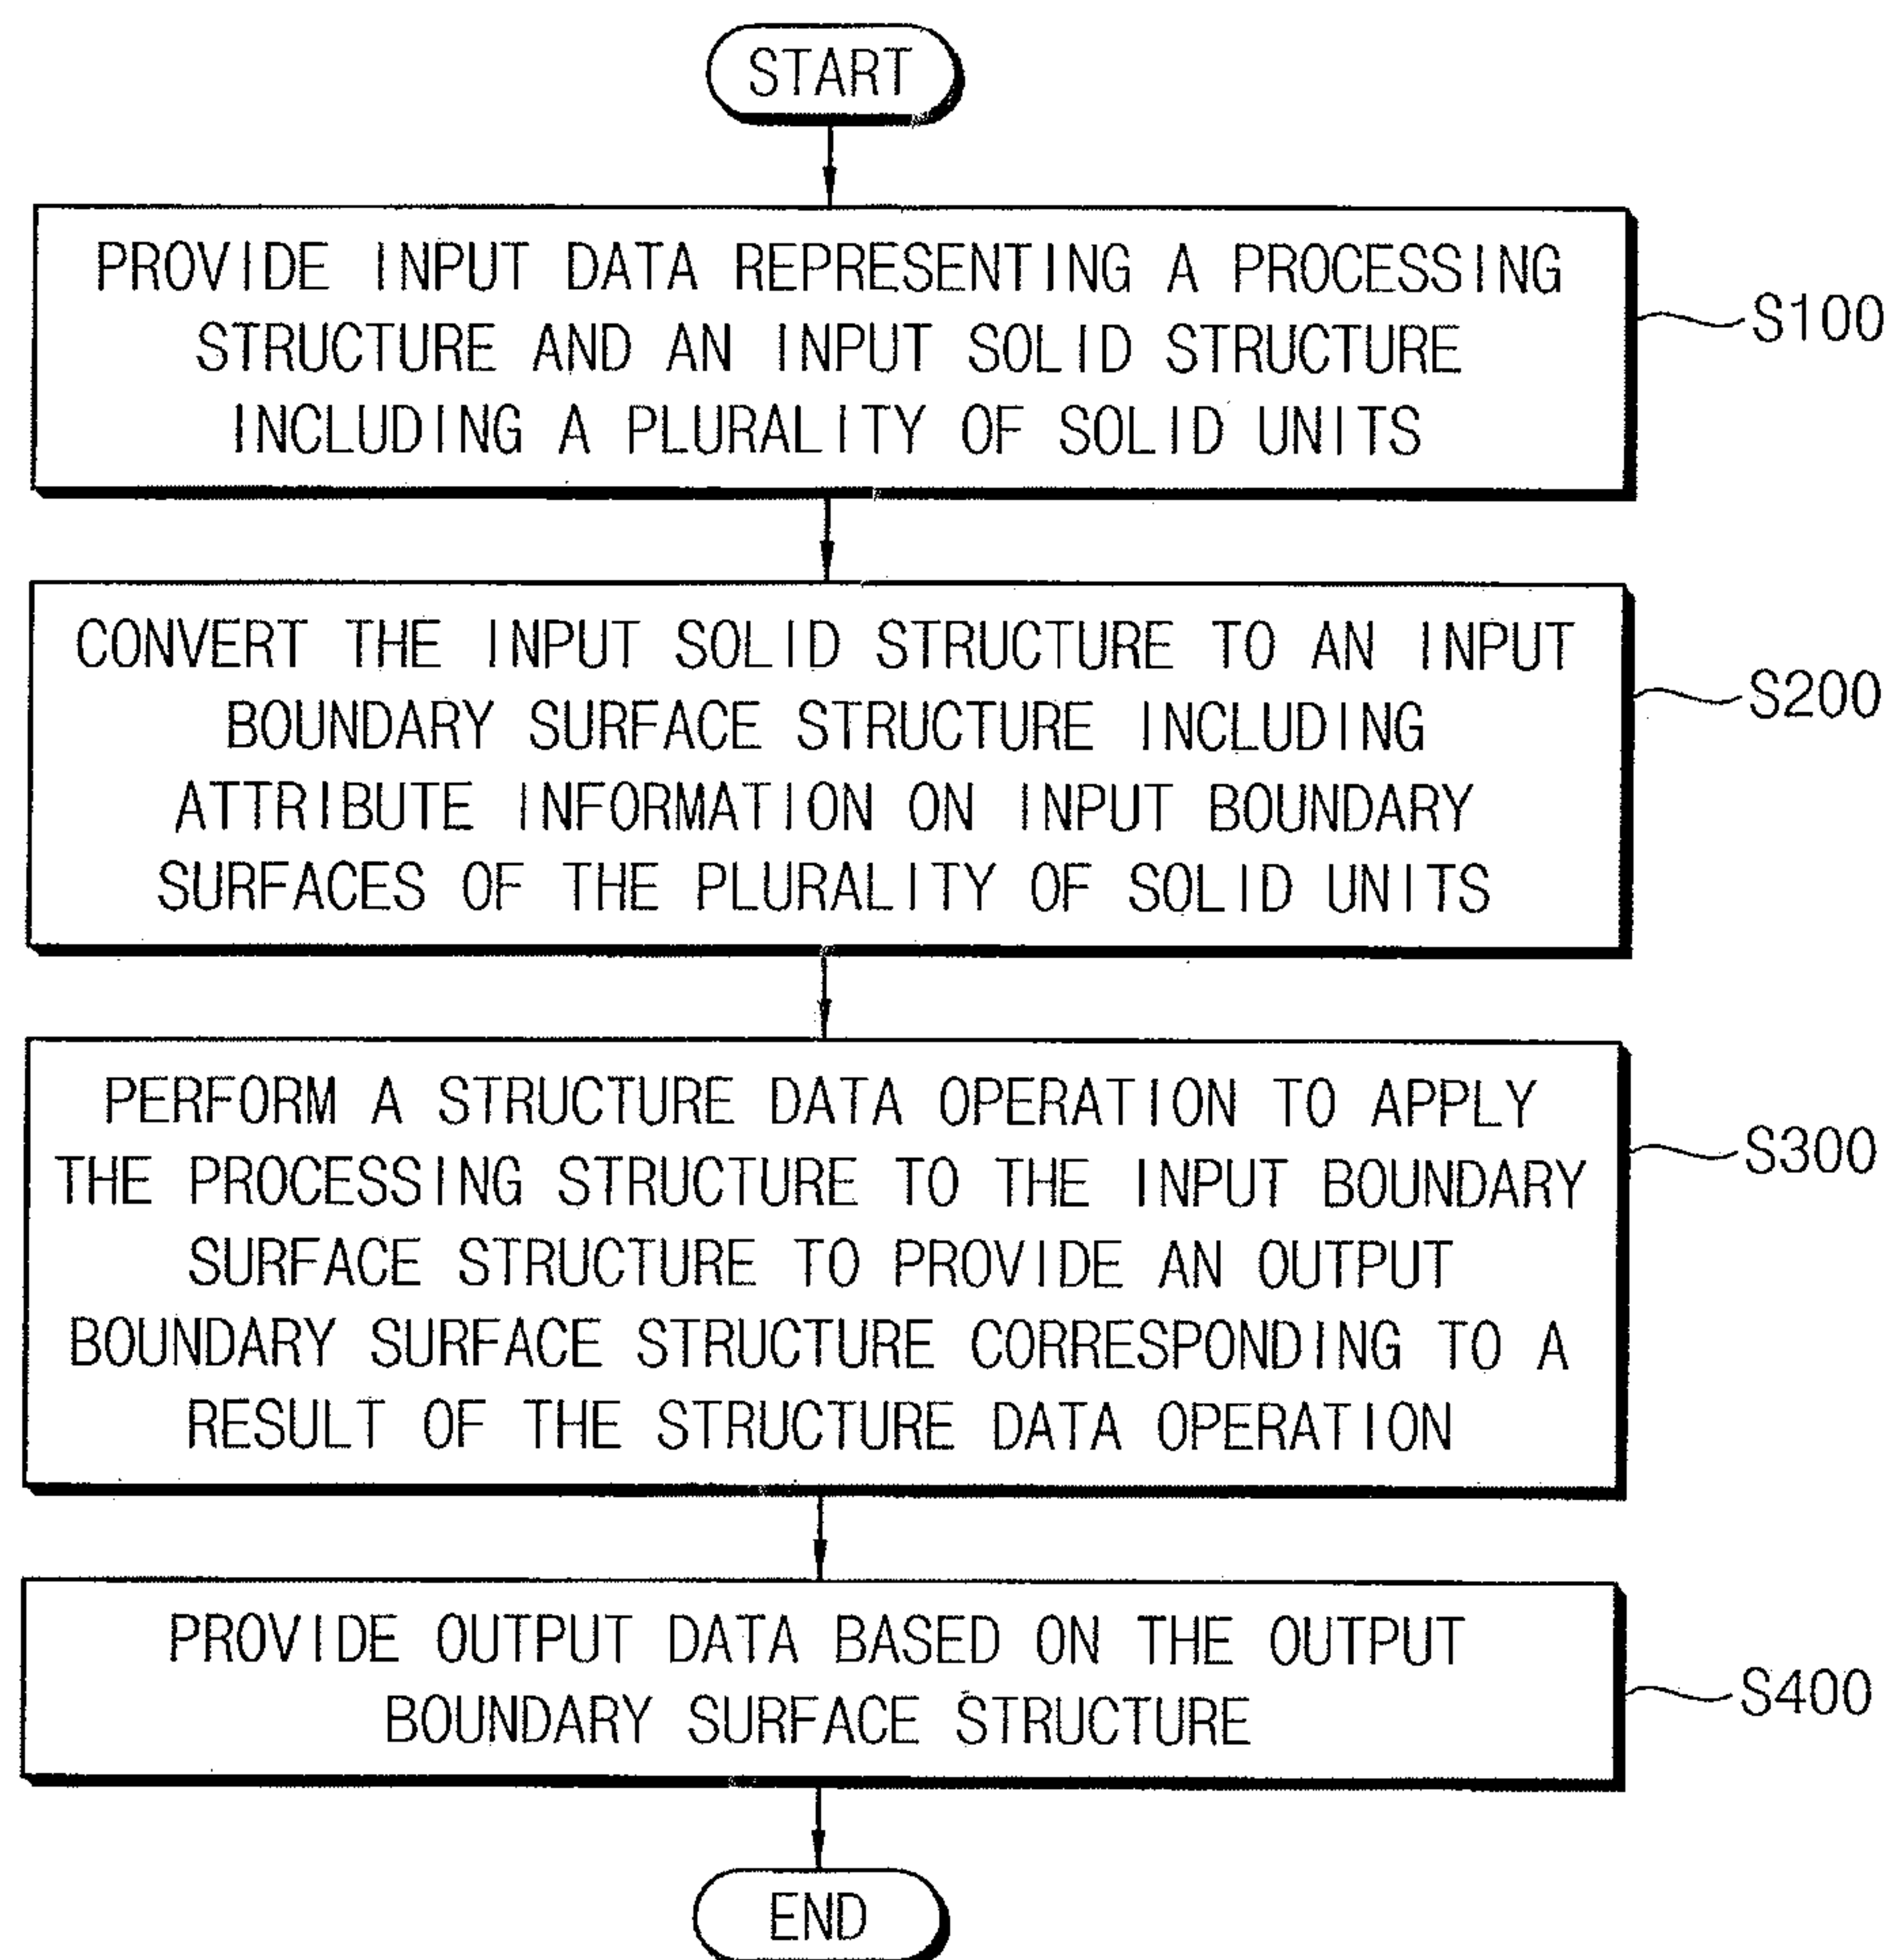 START
PROVIDE INPUT DATA REPRESENTING A PROCESSING
STRUCTURE AND AN INPUT SOLID STRUCTURE
INCLUDING A PLURALITY OF SOLID UNITS
S100
CONVERT THE INPUT SOLID STRUCTURE TO AN INPUT
BOUNDARY SURFACE STRUCTURE INCLUDING
ATTRIBUTE INFORMATION ON INPUT BOUNDARY
SURFACES OF THE PLURALITY OF SOLID UNITS
S200
PERFORM A STRUCTURE DATA OPERATION TO APPLY
THE PROCESSING STRUCTURE TO THE INPUT BOUNDARY
SURFACE STRUCTURE TO PROVIDE AN OUTPUT
BOUNDARY SURFACE STRUCTURE CORRESPONDING TO A
RESULT OF THE STRUCTURE DATA OPERATION
S300
PROVIDE OUTPUT DATA BASED ON THE OUTPUT
BOUNDARY SURFACE STRUCTURE
S400
END